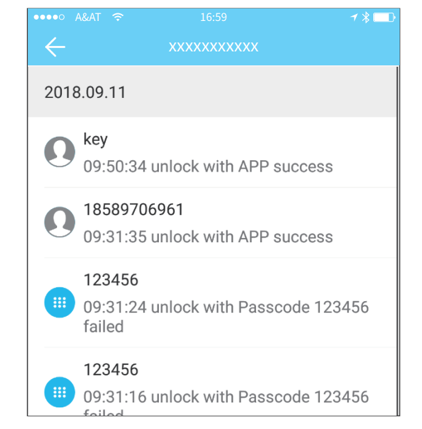 A&AT 16:59
xxxxxxxxxxx
2018.09.11
key
09:50:34 unlock with APP success
18589706961
09:31:35 unlock with APP success
123456
09:31:24 unlock with Passcode 123456
failed
123456
09:31:16 unlock with Passcode 123456
failed